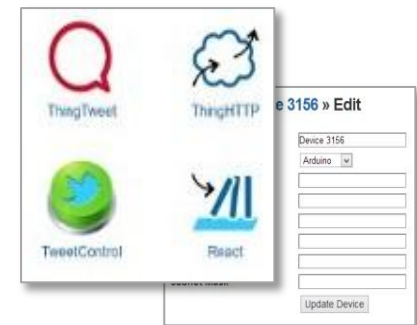 ThingTweet
ThingHTTP
TweetControl
React
3156 » Edit
Device 3156
Arduino
Update Device